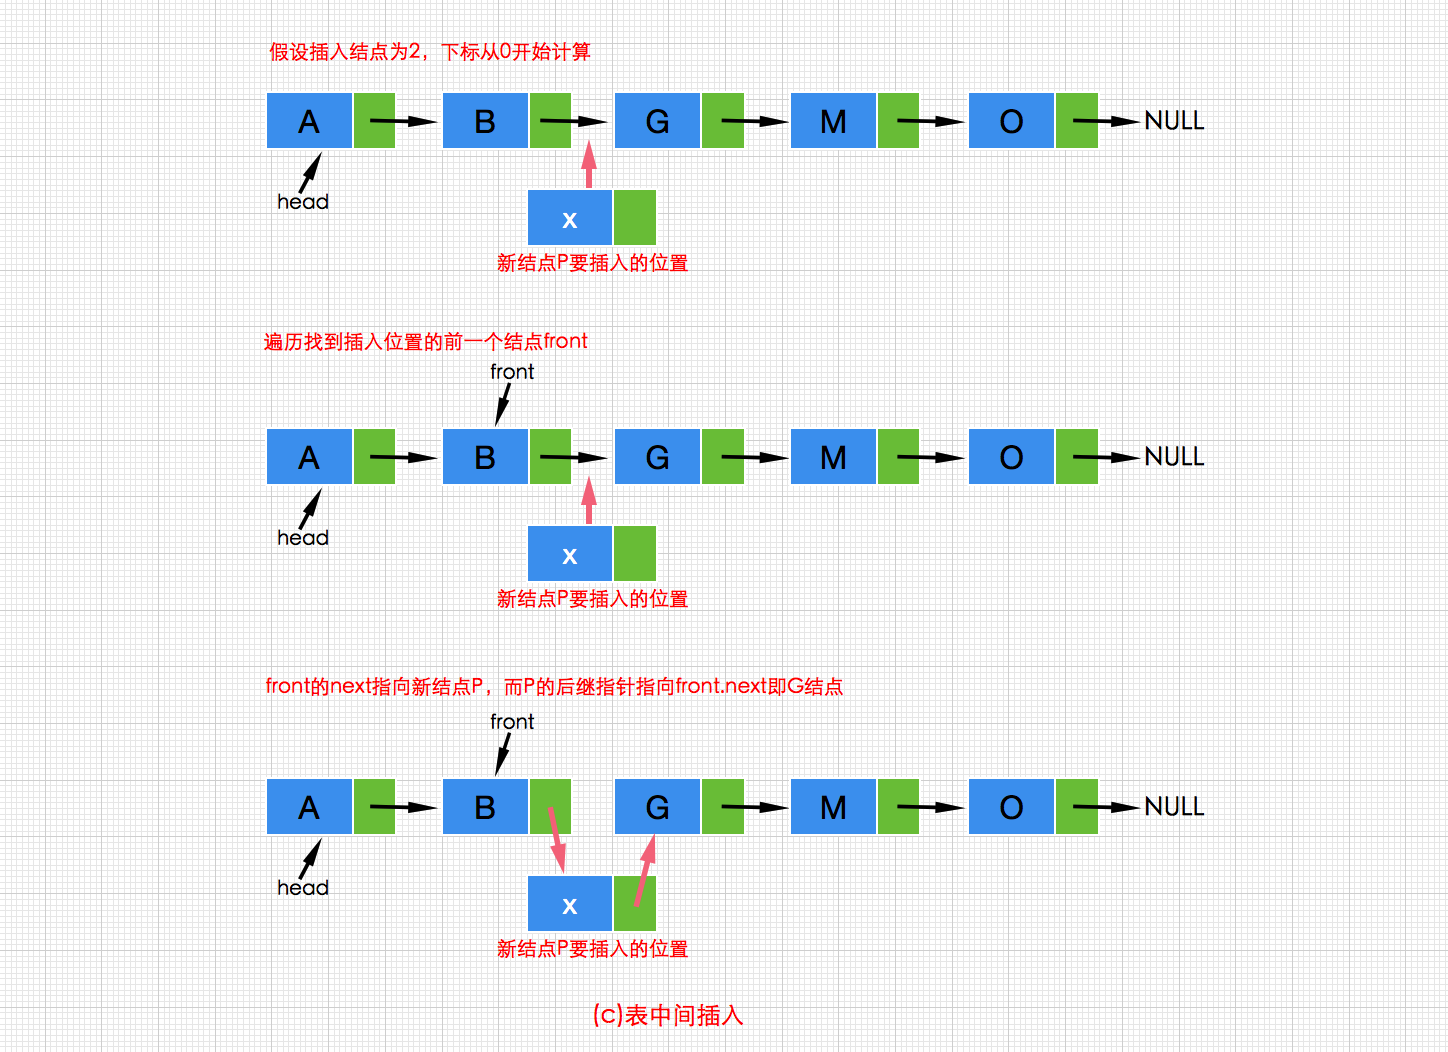 假设插入结点为2，下标从0开始计算
A B G M O NULL
head
x
新结点P要插入的位置
遍历找到插入位置的前一个结点front
front
A B G M O NULL
head
x
新结点P要插入的位置
front的next指向新结点P，而P的后继指针指向front.next即G结点
front
A B G M O NULL
head
x
新结点P要插入的位置
(c)表中间插入